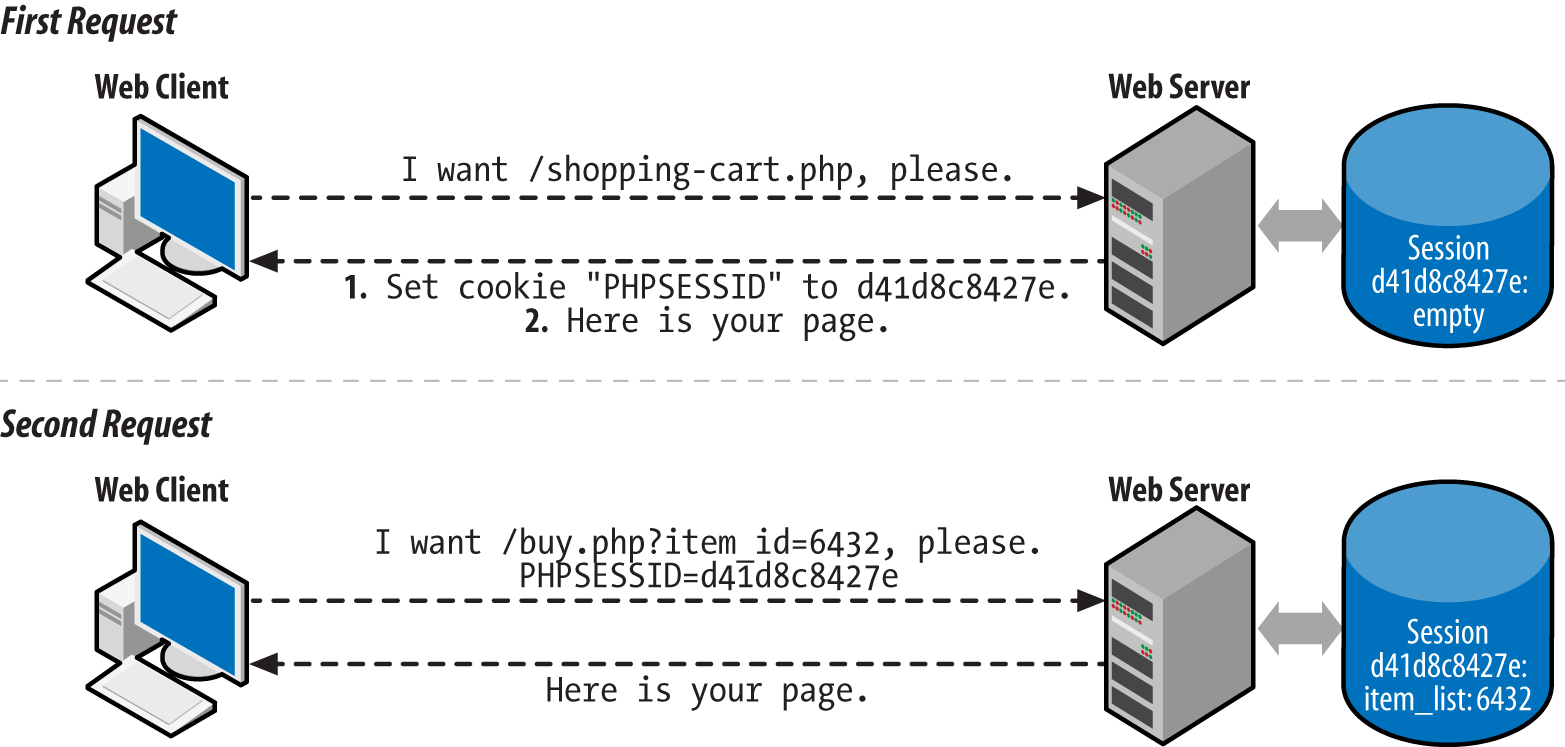 First Request
Web Client
Web Server
I want /shopping-cart.php, please.
1. Set cookie "PHPSESSID" to d41d8c8427e.
2. Here is your page.
Session
d41d8c8427e:
empty
Second Request
Web Client
Web Server
I want /buy.php?item_id=6432, please.
PHPSESSID=d41d8c8427e
Here is your page.
Session
d41d8c8427e:
item_list: 6432